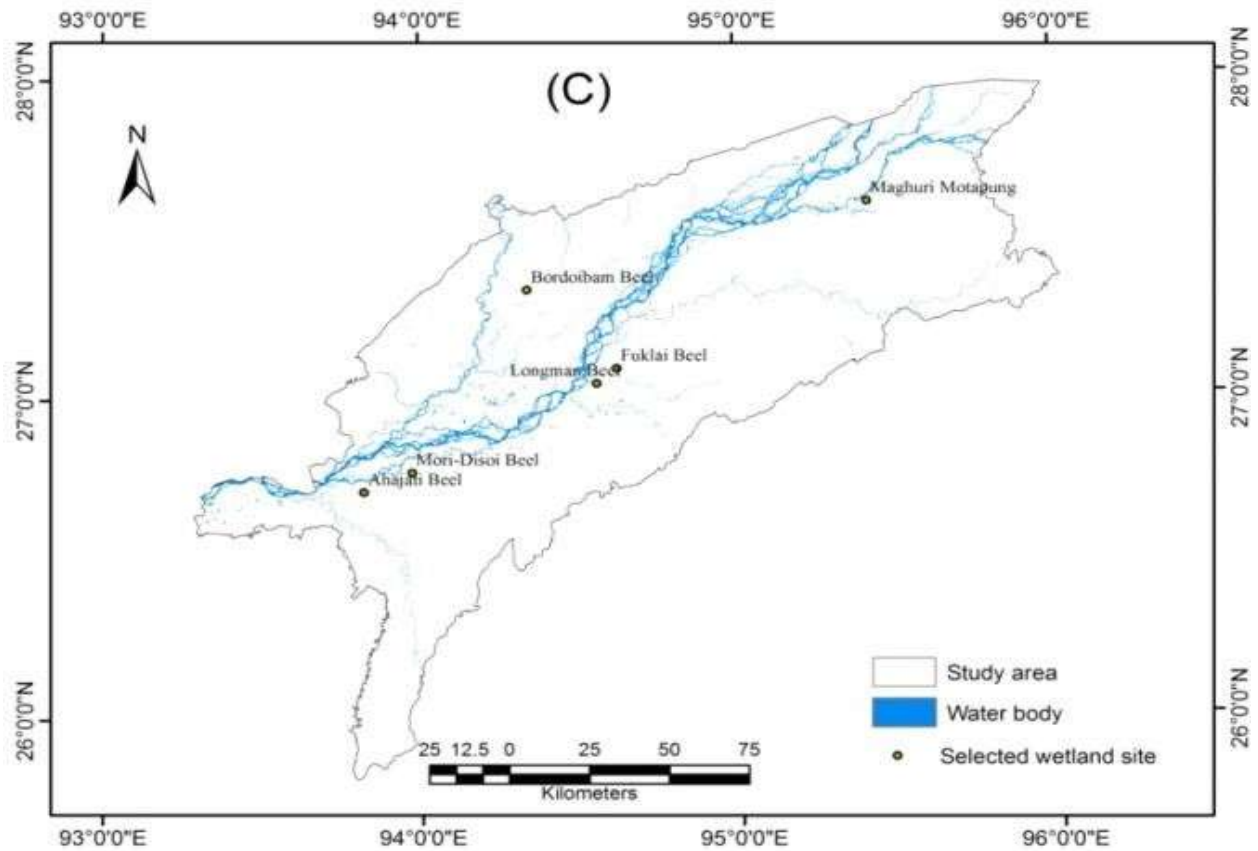 93°0'0"E 94°0'0"E 95°0'0"E 96°0'0"E
28°0'0"N
28°0'0"N
(C)
N
Maghuri Motapung
Bordoibam Beel
Fuklai Beel
Longman Beel
27°0'0"N
27°0'0"N
Mori-Disoi Beel
Ahajan Beel
Study area
Water body
Selected wetland site
26°0'0"N
26°0'0"N
25 12.5 0 25 50 75
Kilometers
93°0'0"E 94°0'0"E 95°0'0"E 96°0'0"E